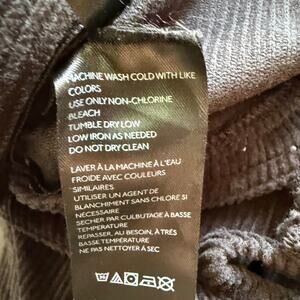 MACHINE WASH COLD WITH LIKE
COLORS
USE ONLY NON-CHLORINE
BLEACH
TUMBLE DRY LOW
LOW IRON AS NEEDED
DO NOT DRY CLEAN
LAVER À LA MACHINE À L'EAU
FROIDE AVEC COULEURS
SIMILAIRES
UTILISER UN AGENT DE
BLANCHIMENT SANS CHLORE SI
NÉCESSAIRE
SÉCHER PAR CULBUTAGE À BASSE
TEMPERATURE
REPASSER, AU BESOIN, À TRÈS
BASSE TEMPÉRATURE
NE PAS NETTOYER À SEC